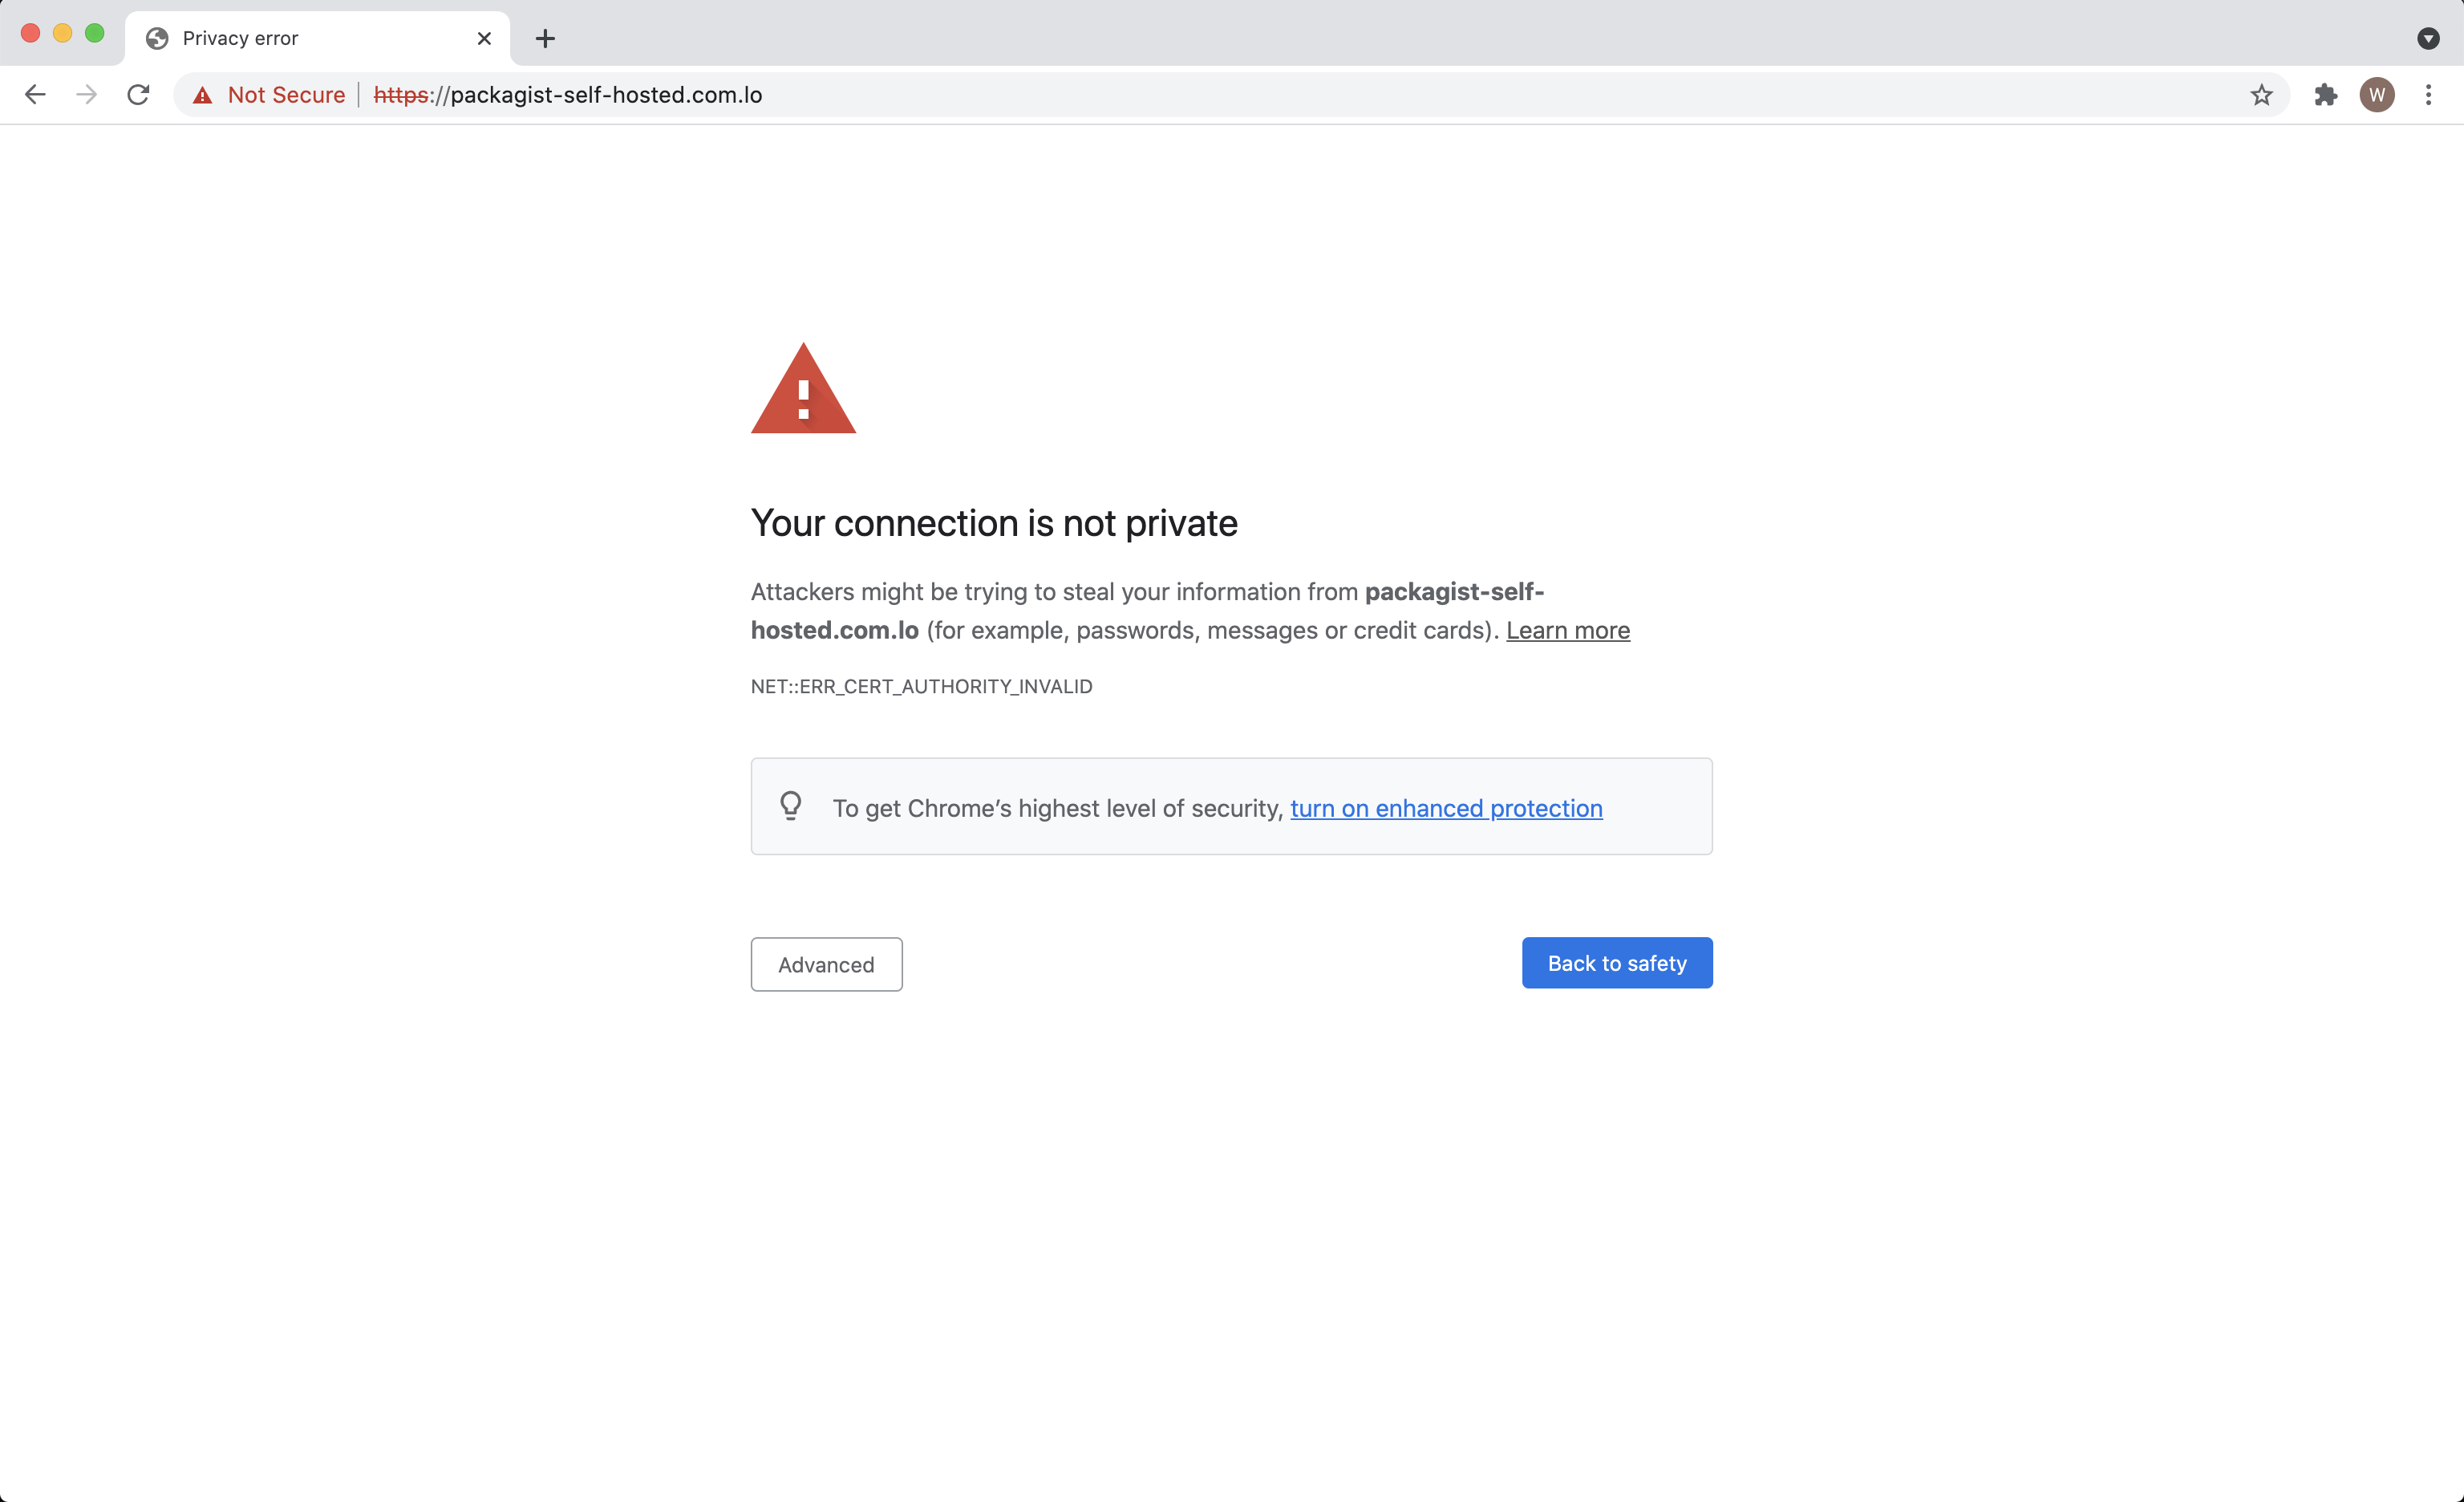 Privacy error
Not Secure | https://packagist-self-hosted.com.lo
W
Your connection is not private
Attackers might be trying to steal your information from packagist-self-
hosted.com.lo (for example, passwords, messages or credit cards). Learn more
NET::ERR_CERT_AUTHORITY_INVALID
To get Chrome’s highest level of security, turn on enhanced protection
Advanced
Back to safety